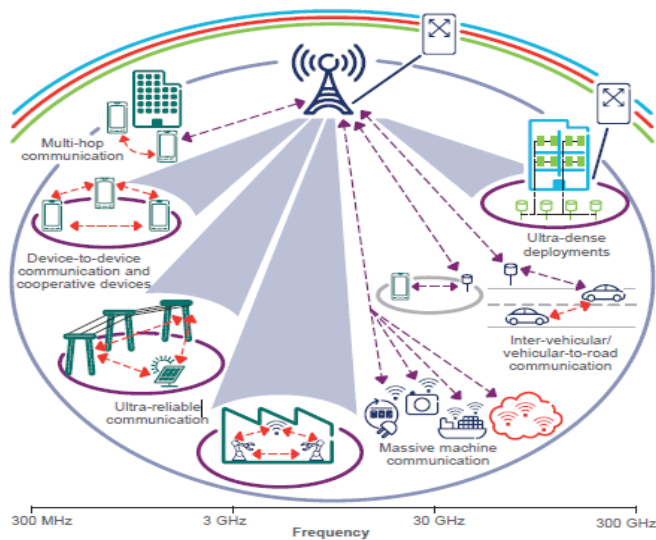 Multi-hop
communication
Device-to-device
communication and
cooperative devices
Ultra-reliable
communication
Ultra-dense
deployments
Inter-vehicular/
vehicular-to-road
communication
Massive machine
communication
300 MHz
3 GHz
30 GHz
300 GHz
Frequency